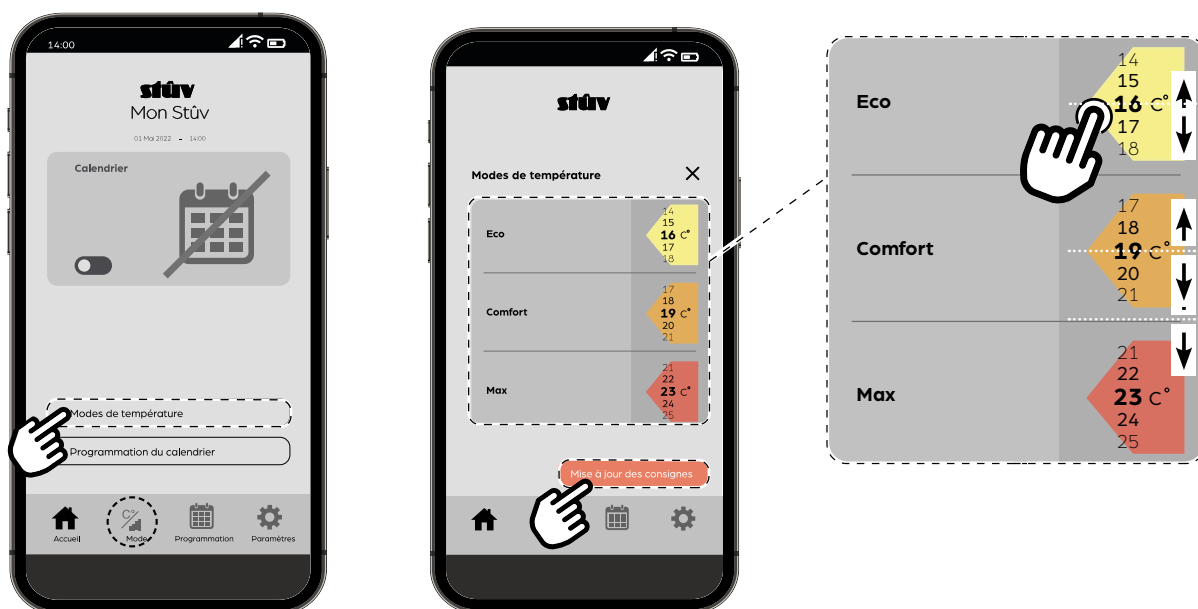 14:00
stûv
Mon Stûv
01 Mai 2022 - 14:00
Calendrier
Modes de température
Programmation du calendrier
C°
Accueil
Mode
Programmation
Paramètres
stûv
Modes de température
Eco
14
15
16 C°
17
18
Comfort
17
18
19 C°
20
21
Max
21
22
23 C°
24
25
Mise à jour des consignes
Eco
14
15
16 C°
17
18
Comfort
17
18
19 C°
20
21
Max
21
22
23 C°
24
25